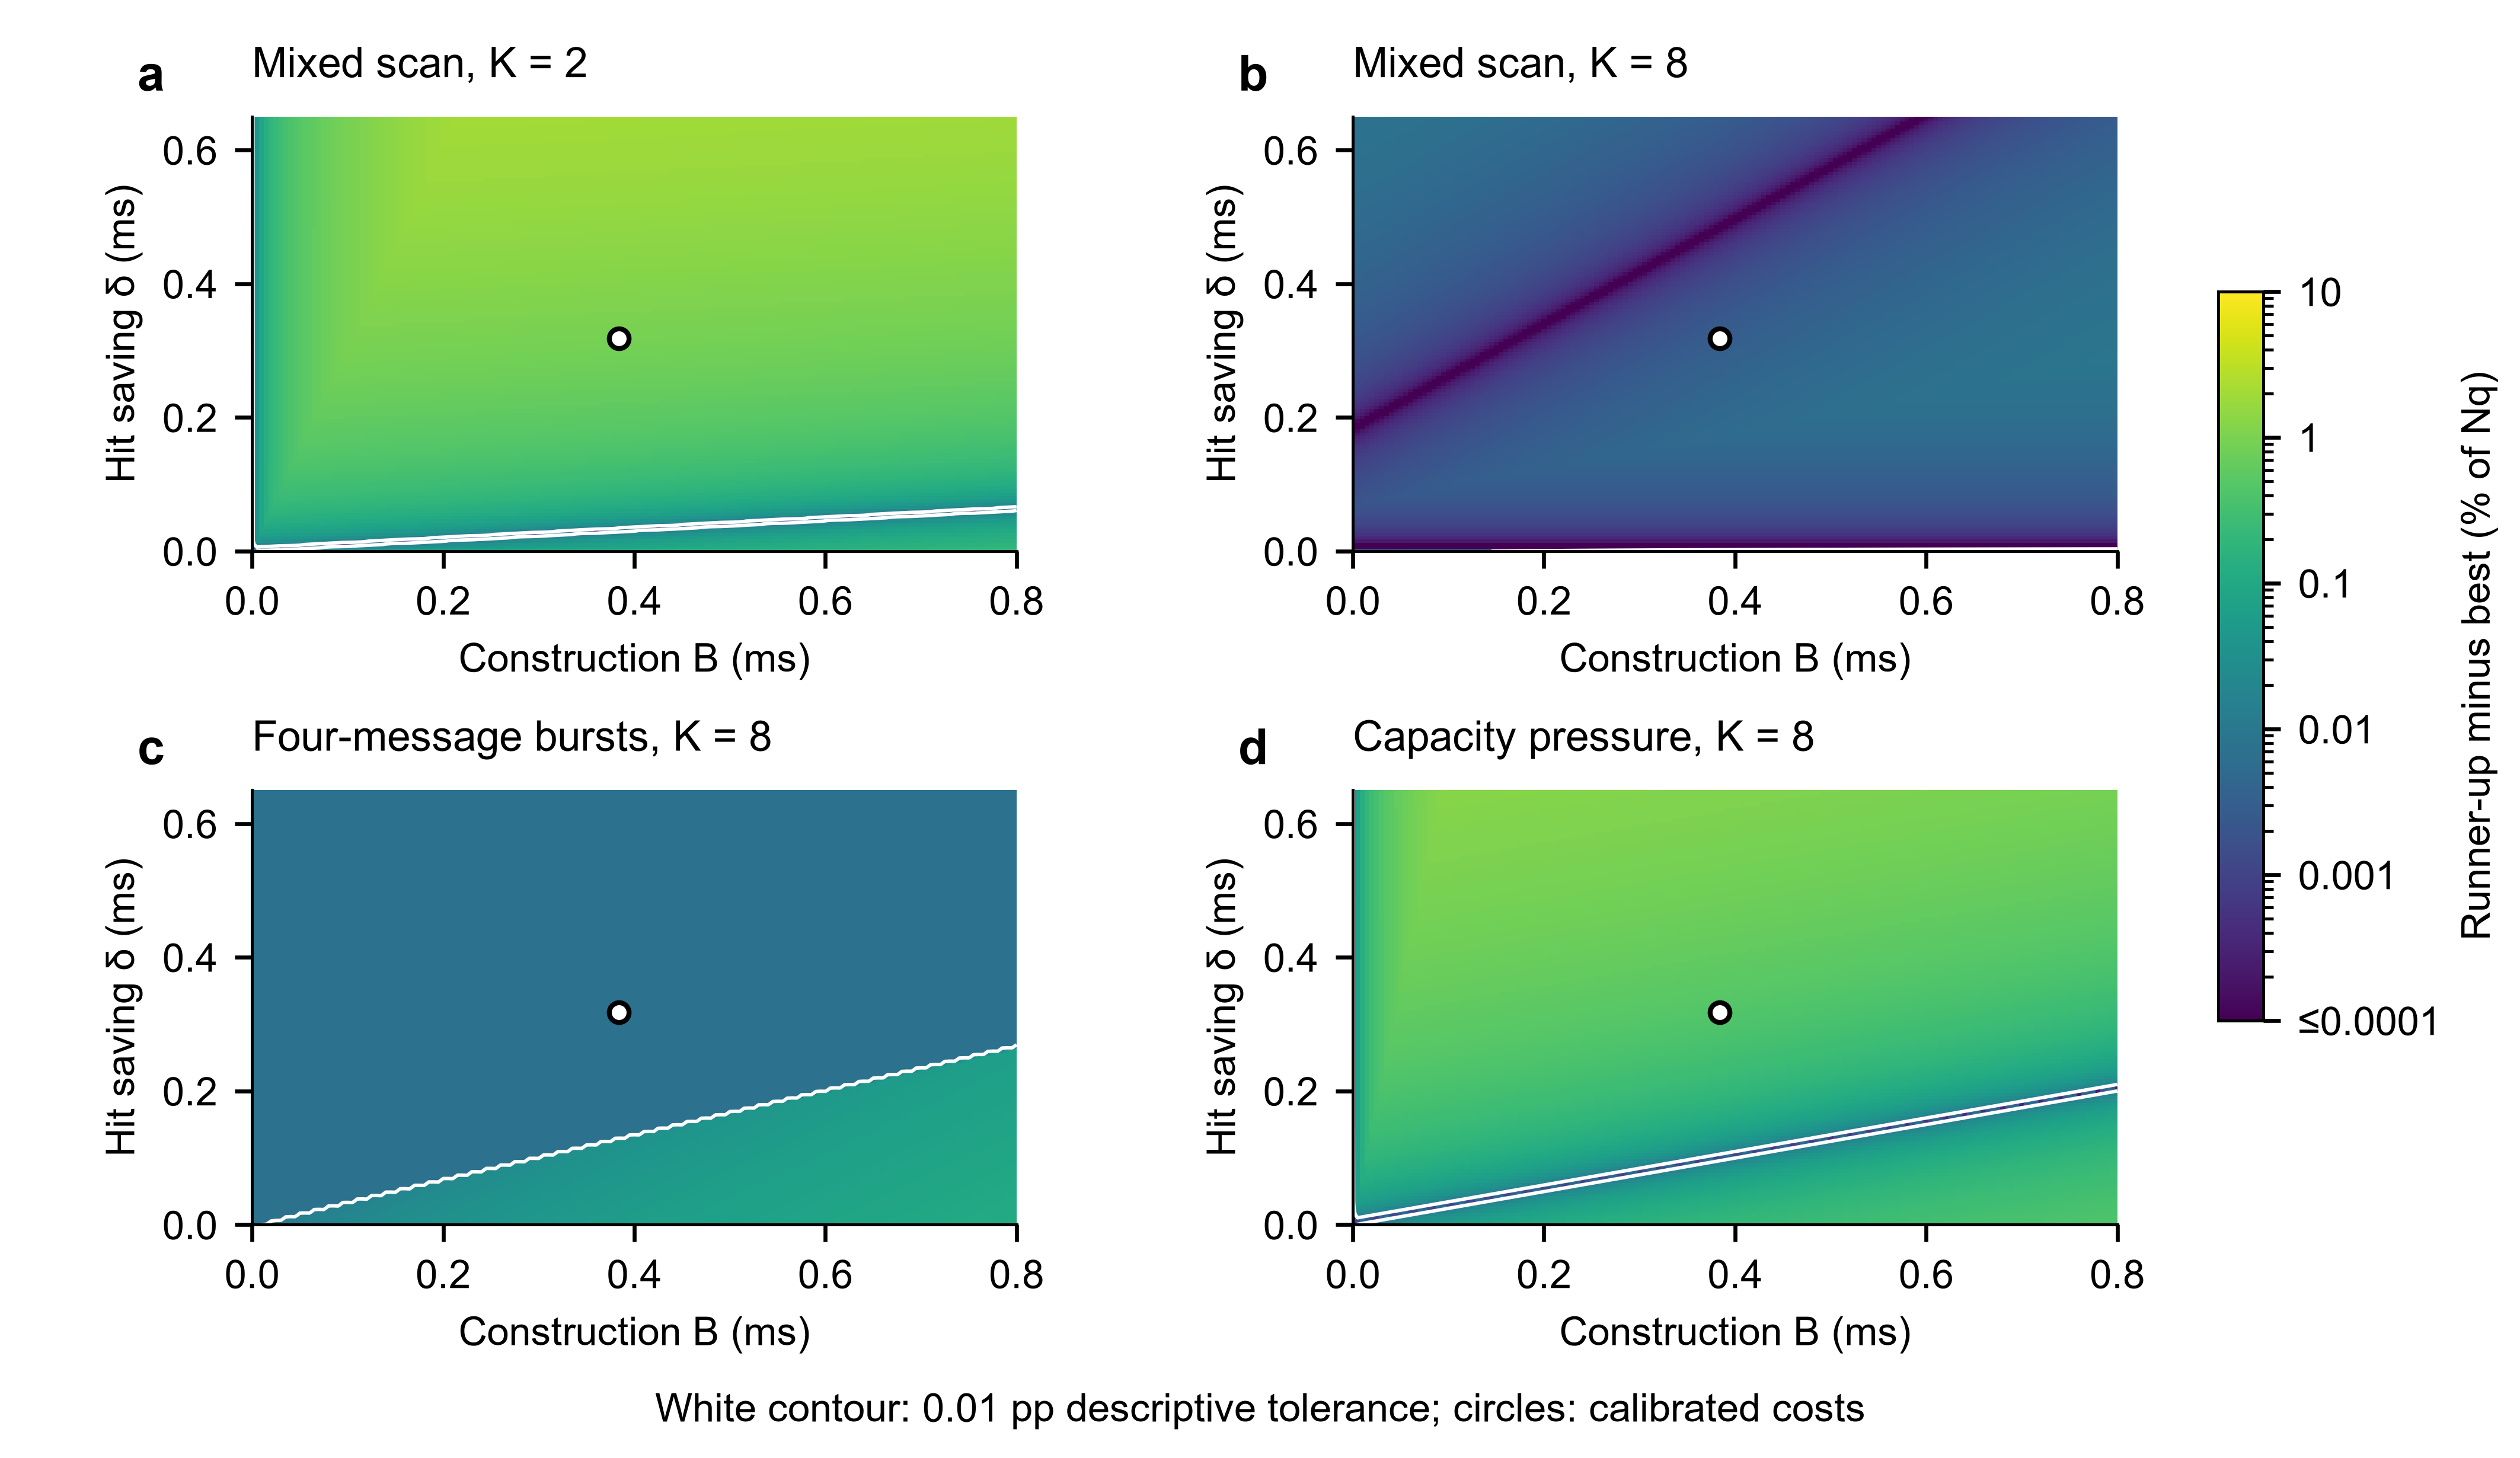 a
Mixed scan, K = 2
Hit saving δ (ms)
0.6
0.4
0.2
0.0
0.0 0.2 0.4 0.6 0.8
Construction B (ms)
b
Mixed scan, K = 8
Hit saving δ (ms)
0.6
0.4
0.2
0.0
0.0 0.2 0.4 0.6 0.8
Construction B (ms)
c
Four-message bursts, K = 8
Hit saving δ (ms)
0.6
0.4
0.2
0.0
0.0 0.2 0.4 0.6 0.8
Construction B (ms)
d
Capacity pressure, K = 8
Hit saving δ (ms)
0.6
0.4
0.2
0.0
0.0 0.2 0.4 0.6 0.8
Construction B (ms)
10
1
0.1
0.01
0.001
≤0.0001
Runner-up minus best (% of Nq)
White contour: 0.01 pp descriptive tolerance; circles: calibrated costs